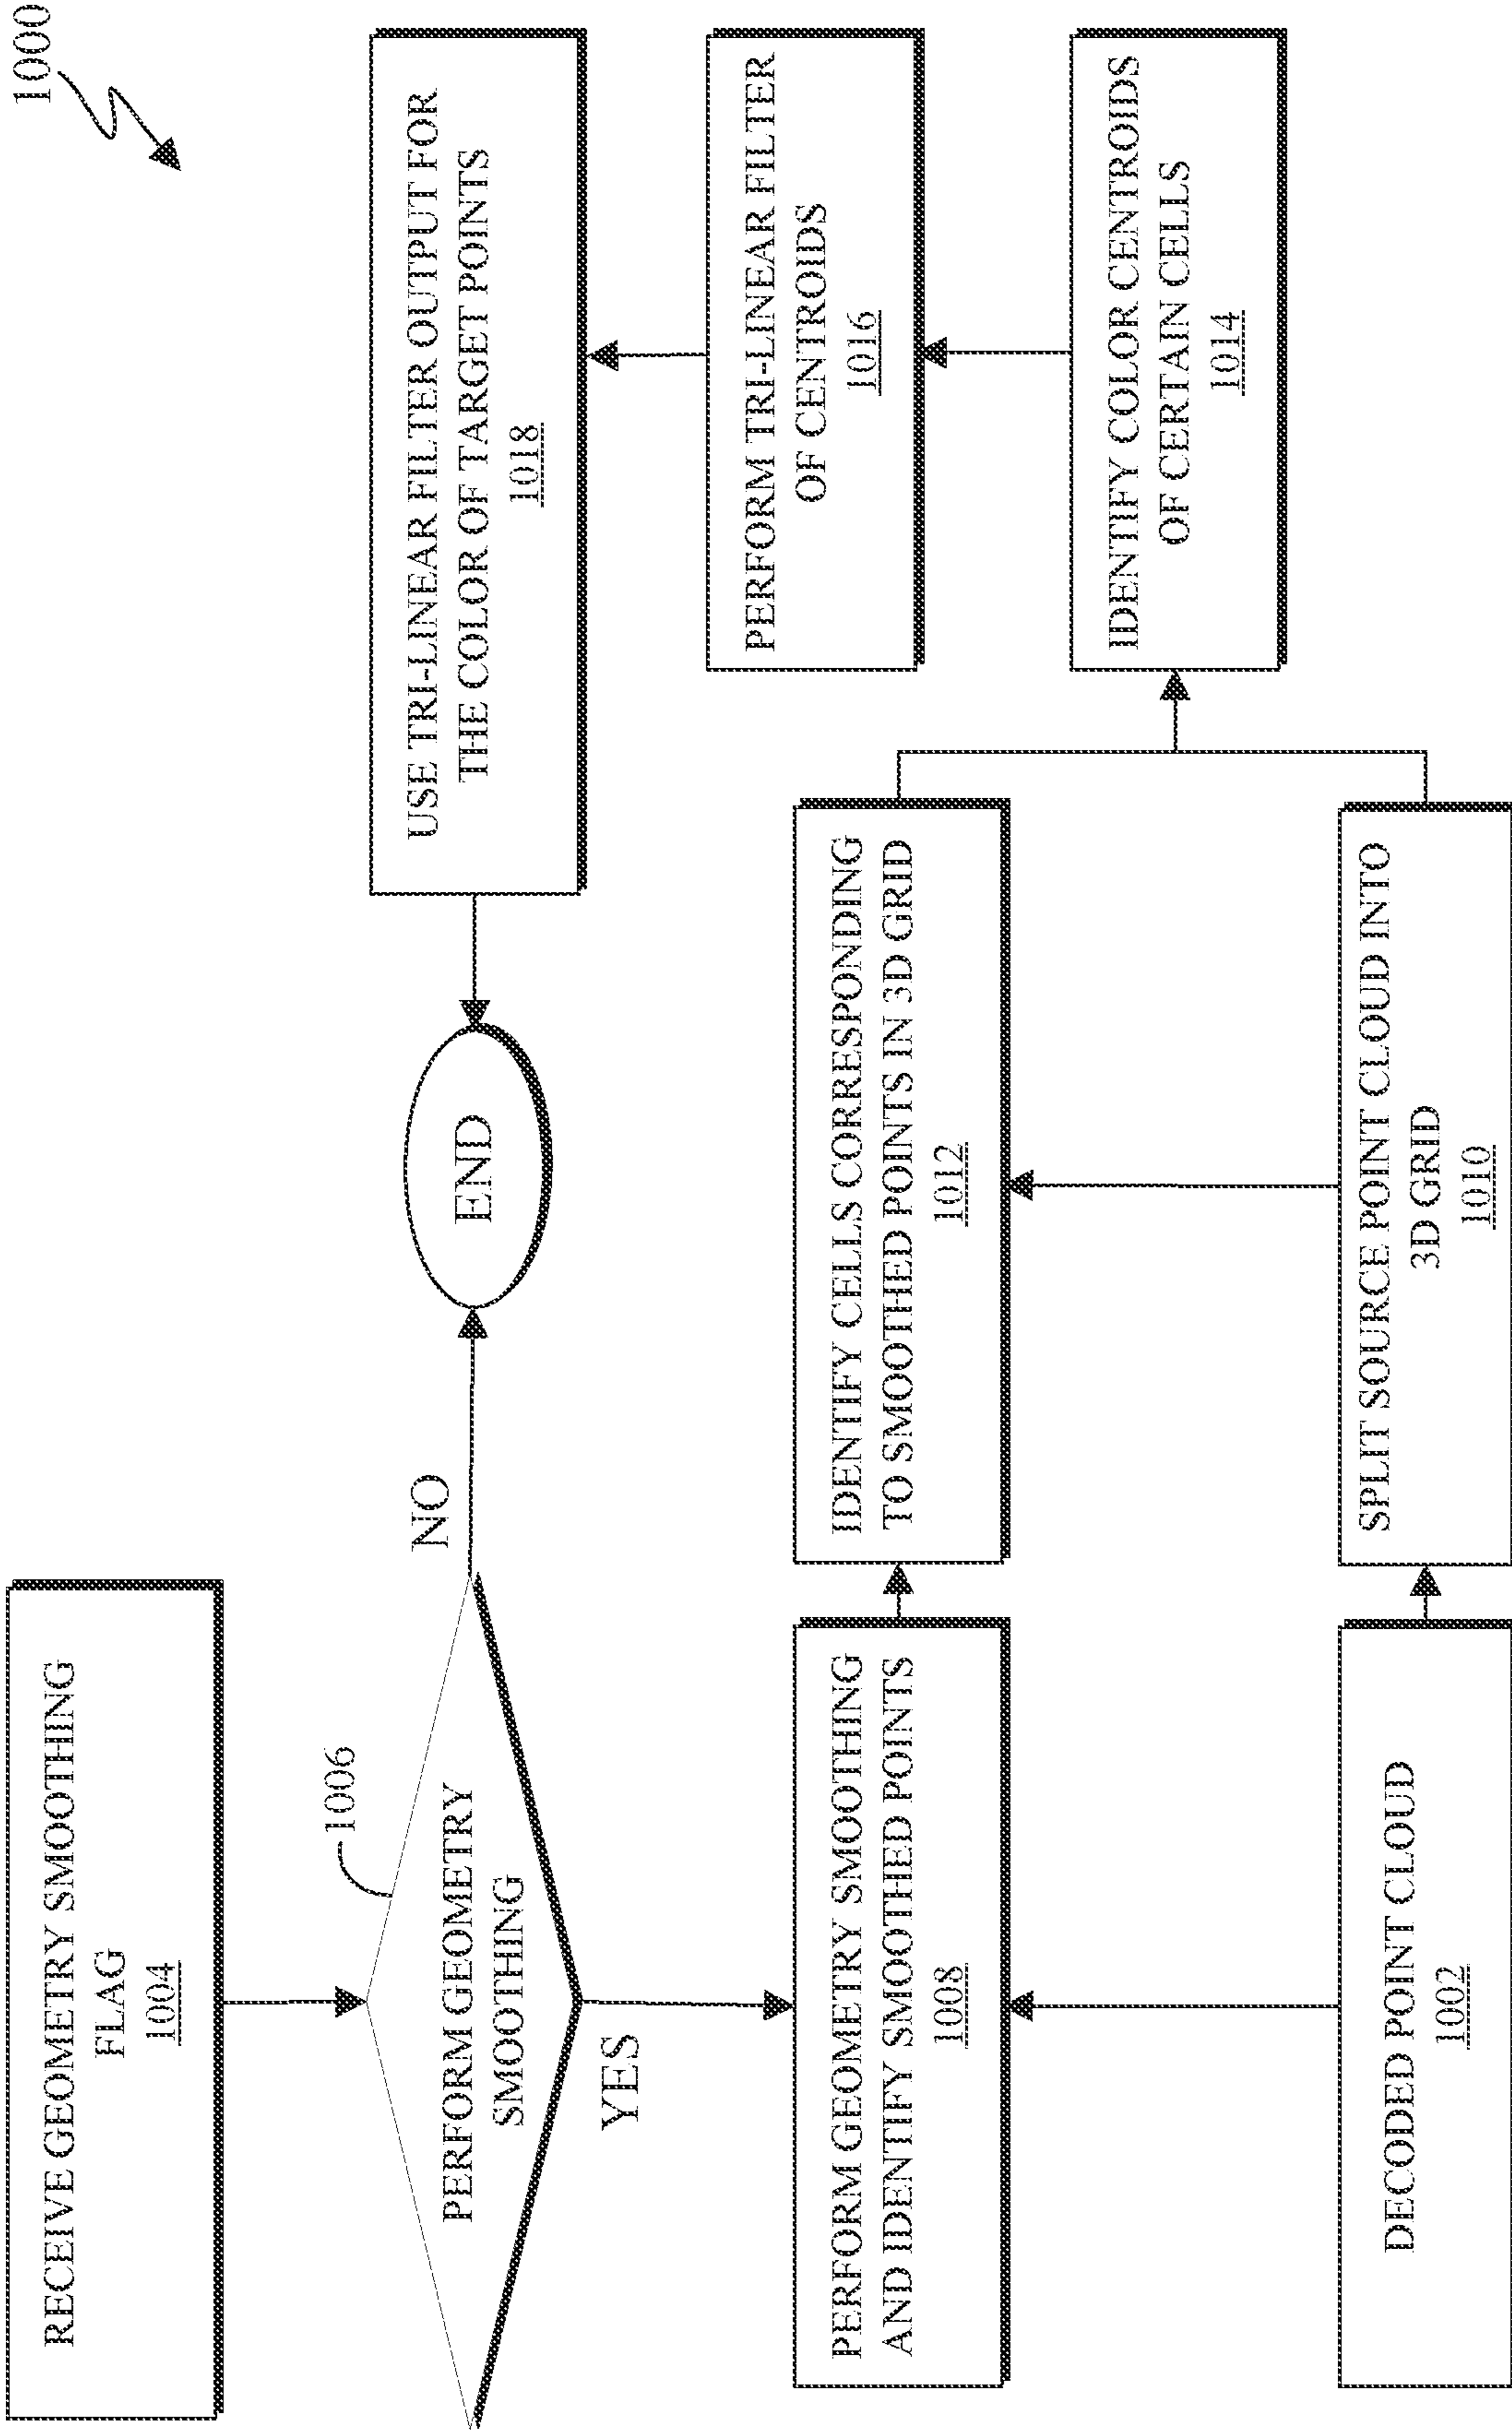 1000
RECEIVE GEOMETRY SMOOTHING
FLAG
1004
1006
PERFORM GEOMETRY
SMOOTHING
NO
YES
END
USE TRI-LINEAR FILTER OUTPUT FOR
THE COLOR OF TARGET POINTS
1018
PERFORM GEOMETRY SMOOTHING
AND IDENTIFY SMOOTHED POINTS
1008
IDENTIFY CELLS CORRESPONDING
TO SMOOTHED POINTS IN 3D GRID
1012
PERFORM TRI-LINEAR FILTER
OF CENTROIDS
1016
IDENTIFY COLOR CENTROIDS
OF CERTAIN CELLS
1014
DECODED POINT CLOUD
1002
SPLIT SOURCE POINT CLOUD INTO
3D GRID
1010